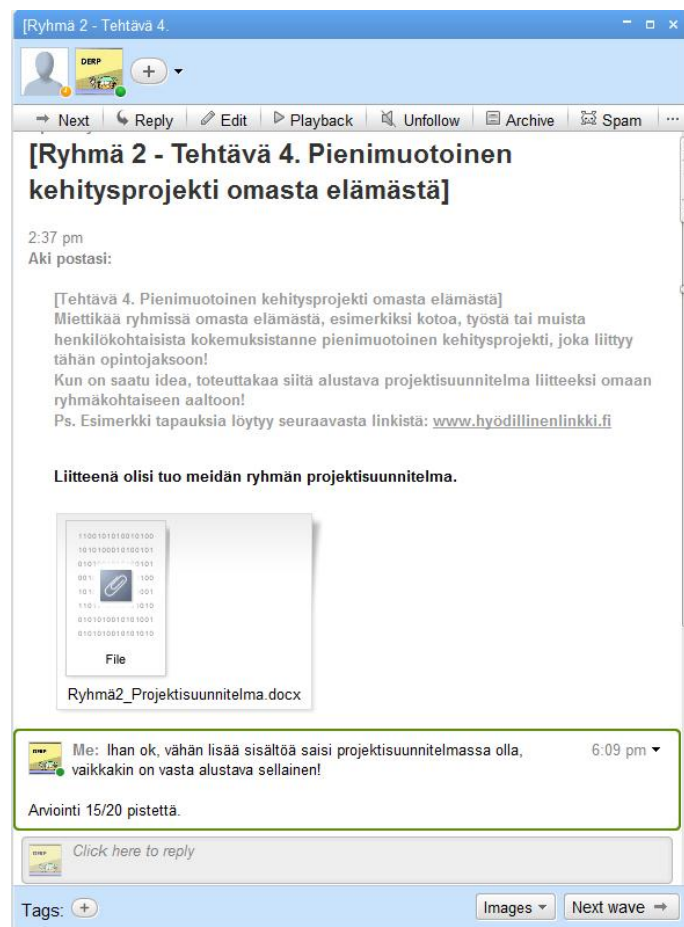 [Ryhmä 2 - Tehtävä 4.
DERP
Next Reply Edit Playback Unfollow Archive Spam ...
[Ryhmä 2 - Tehtävä 4. Pienimuotoinen
kehitysprojekti omasta elämästä]
2:37 pm
Aki postasi:
[Tehtävä 4. Pienimuotoinen kehitysprojekti omasta elämästä]
Miettikää ryhmissä omasta elämästä, esimerkiksi kotoa, työstä tai muista
henkilökohtaisista kokemuksistanne pienimuotoinen kehitysprojekti, joka liittyy
tähän opintojaksoon!
Kun on saatu idea, toteuttakaa siitä alustava projektisuunnitelma liitteeksi omaan
ryhmäkohtaiseen aaltoon!
Ps. Esimerkki tapauksia löytyy seuraavasta linkistä: www.hyödillinenlinkki.fi
Liitteenä olisi tuo meidän ryhmän projektisuunnitelma.
File
Ryhmä2_Projektisuunnitelma.docx
Me: Ihan ok, vähän lisää sisältöä saisi projektisuunnitelmassa olla, 6:09 pm
vaikkakin on vasta alustava sellainen!
Arviointi 15/20 pistettä.
Click here to reply
Tags: Images Next wave